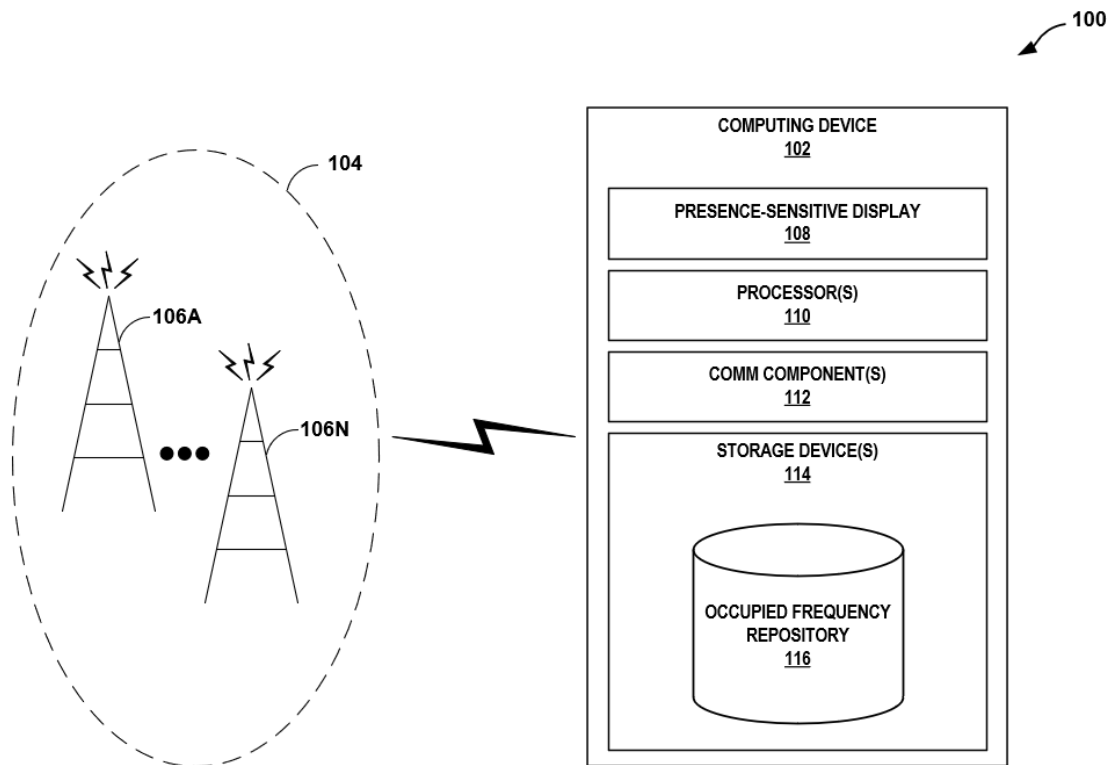 100
COMPUTING DEVICE
102
104
PRESENCE-SENSITIVE DISPLAY
108
106A
PROCESSOR(S)
110
COMM COMPONENT(S)
112
106N
STORAGE DEVICE(S)
114
OCCUPIED FREQUENCY
REPOSITORY
116